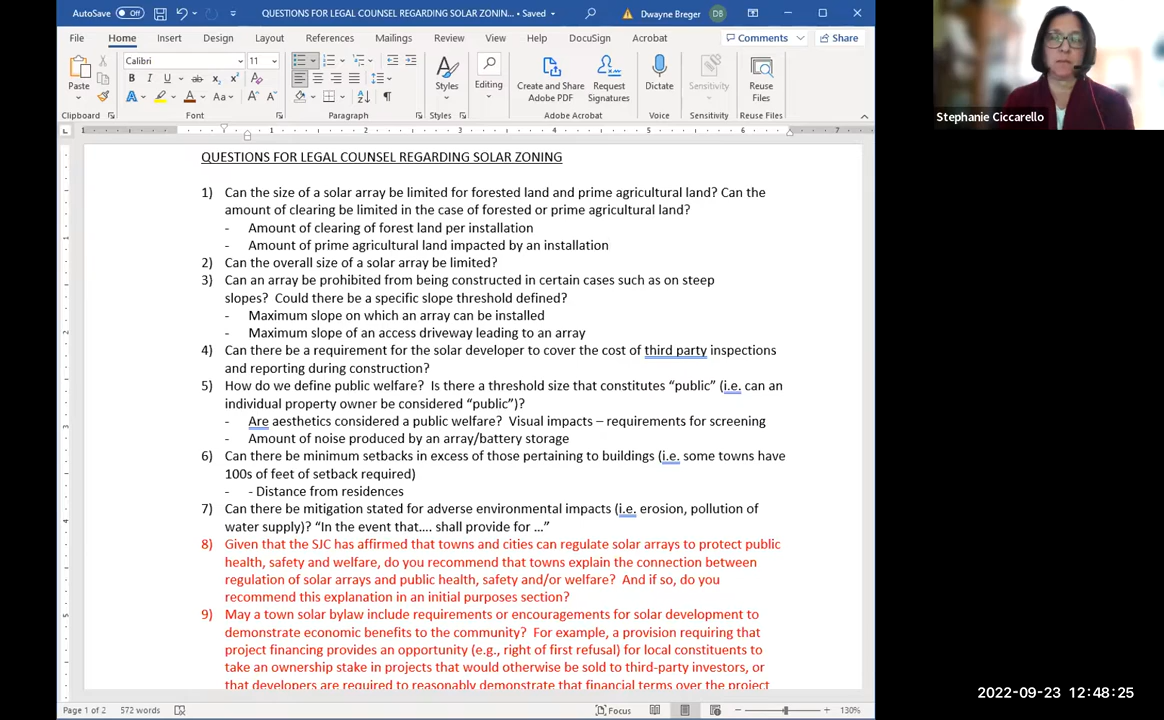 AutoSave Off QUESTIONS FOR LEGAL COUNSEL REGARDING SOLAR ZONIN... • Saved Dwayne Breger DB
File Home Insert Design Layout References Mailings Review View Help DocuSign Acrobat Comments Share
Calibri 11
Paste Styles Editing Create and Share Adobe PDF Request Signatures Dictate Sensitivity Reuse Files
Clipboard Font Paragraph Styles Adobe Acrobat Voice Sensitivity Reuse Files
Stephanie Ciccarello
QUESTIONS FOR LEGAL COUNSEL REGARDING SOLAR ZONING
1) Can the size of a solar array be limited for forested land and prime agricultural land? Can the
amount of clearing be limited in the case of forested or prime agricultural land?
- Amount of clearing of forest land per installation
- Amount of prime agricultural land impacted by an installation
2) Can the overall size of a solar array be limited?
3) Can an array be prohibited from being constructed in certain cases such as on steep
slopes? Could there be a specific slope threshold defined?
- Maximum slope on which an array can be installed
- Maximum slope of an access driveway leading to an array
4) Can there be a requirement for the solar developer to cover the cost of third party inspections
and reporting during construction?
5) How do we define public welfare? Is there a threshold size that constitutes “public” (i.e. can an
individual property owner be considered “public”)?
- Are aesthetics considered a public welfare? Visual impacts – requirements for screening
- Amount of noise produced by an array/battery storage
6) Can there be minimum setbacks in excess of those pertaining to buildings (i.e. some towns have
100s of feet of setback required)
- - Distance from residences
7) Can there be mitigation stated for adverse environmental impacts (i.e. erosion, pollution of
water supply)? “In the event that…. shall provide for …”
8) Given that the SJC has affirmed that towns and cities can regulate solar arrays to protect public
health, safety and welfare, do you recommend that towns explain the connection between
regulation of solar arrays and public health, safety and/or welfare? And if so, do you
recommend this explanation in an initial purposes section?
9) May a town solar bylaw include requirements or encouragements for solar development to
demonstrate economic benefits to the community? For example, a provision requiring that
project financing provides an opportunity (e.g., right of first refusal) for local constituents to
take an ownership stake in projects that would otherwise be sold to third-party investors, or
that developers are required to reasonably demonstrate that financial terms over the project
2022-09-23 12:48:25
Page 1 of 2 572 words Focus 130%